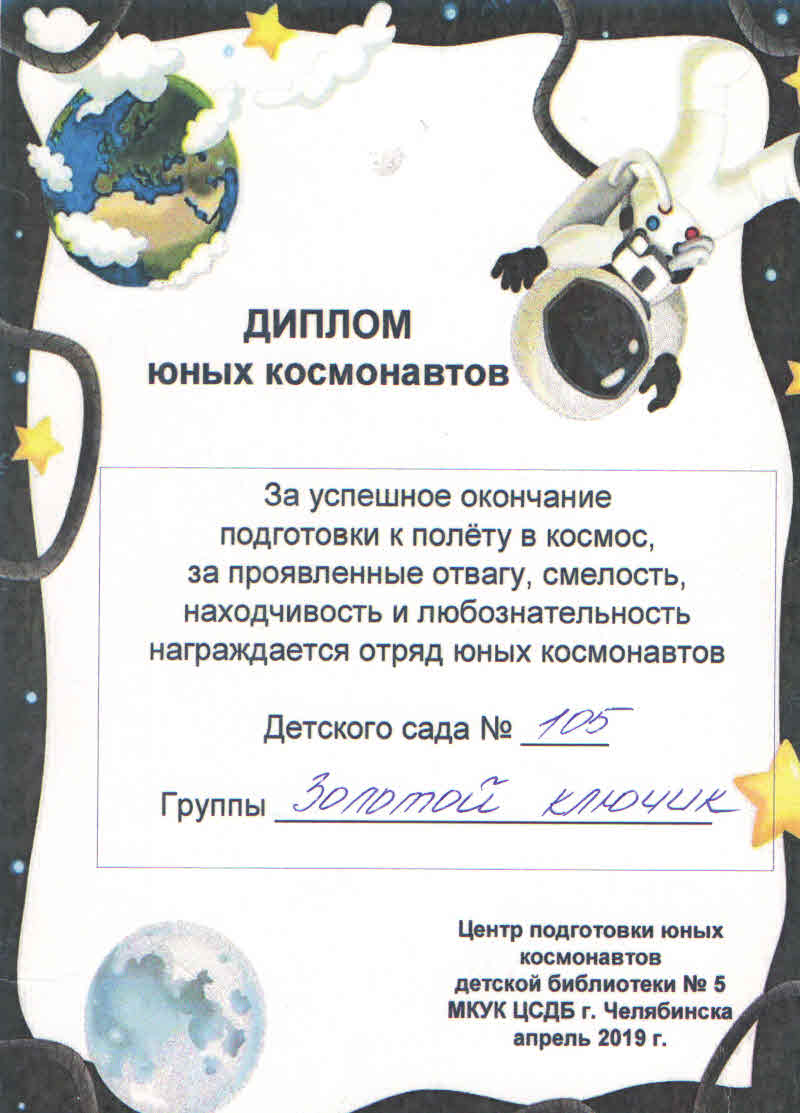 ДИПЛОМ
юных космонавтов
За успешное окончание
подготовки к полёту в космос,
за проявленные отвагу, смелость,
находчивость и любознательность
награждается отряд юных космонавтов
Детского сада № 105
Группы Золотой ключик
Центр подготовки юных
космонавтов
детской библиотеки № 5
МКУК ЦСДБ г. Челябинска
апрель 2019 г.